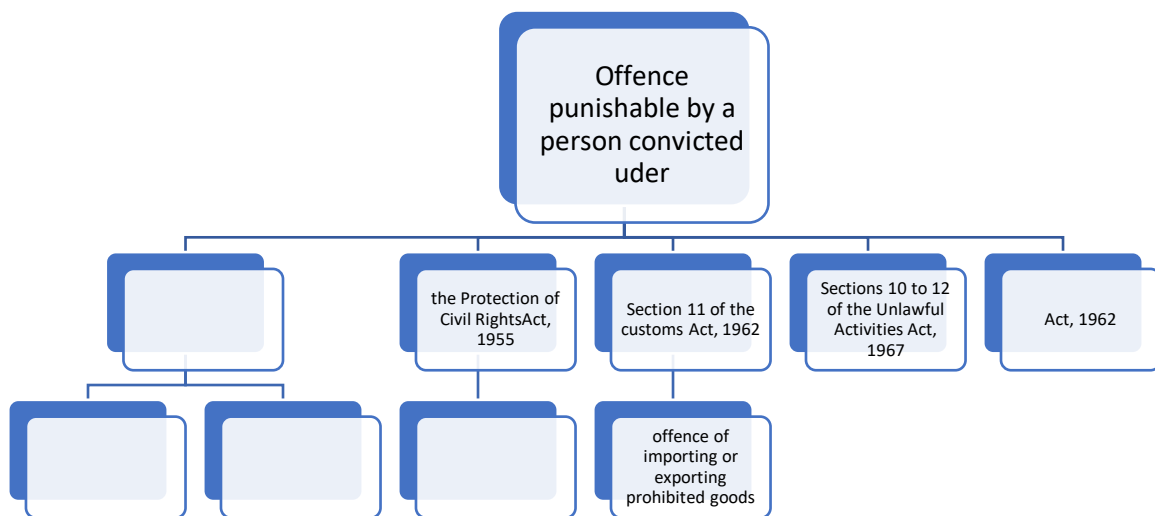 Offence
punishable by a
person convicted
uder
the Protection of
Civil RightsAct,
1955
Section 11 of the
customs Act, 1962
Sections 10 to 12
of the Unlawful
Activities Act,
1967
Act, 1962
offence of
importing or
exporting
prohibited goods